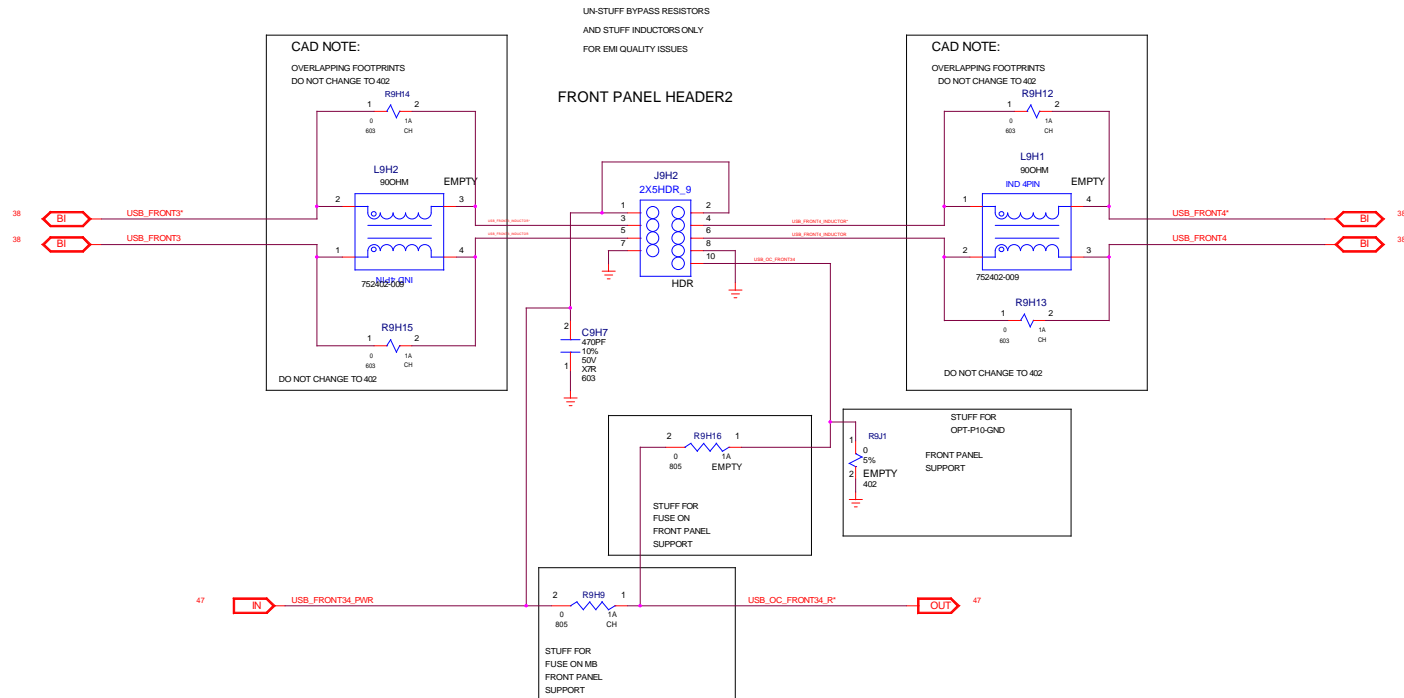 UN-STUFF BYPASS RESISTORS
AND STUFF INDUCTORS ONLY
FOR EMI QUALITY ISSUES
FRONT PANEL HEADER2
CAD NOTE:
OVERLAPPING FOOTPRINTS
DO NOT CHANGE TO 402
R9H14
1 2
0 1A
603 CH
L9H2
90OHM
EMPTY
2 3
1 4
IND 4PIN
752402-009
R9H15
1 2
0 1A
603 CH
DO NOT CHANGE TO 402
38 BI USB_FRONT3*
38 BI USB_FRONT3
J9H2
2X5HDR_9
1 2
3 4
5 6
7 8
10
HDR
USB_FRONT4_INDUCTOR*
USB_FRONT4_INDUCTOR
USB_OC_FRONT34
C9H7
2
470PF
10%
50V
X7R
603
1
CAD NOTE:
OVERLAPPING FOOTPRINTS
DO NOT CHANGE TO 402
R9H12
1 2
0 1A
603 CH
L9H1
90OHM
IND 4PIN
EMPTY
1 4
2 3
752402-009
R9H13
1 2
0 1A
603 CH
DO NOT CHANGE TO 402
USB_FRONT4* BI 38
USB_FRONT4 BI 38
2 R9H16 1
0 1A
805 EMPTY
STUFF FOR
FUSE ON
FRONT PANEL
SUPPORT
STUFF FOR
OPT-P10-GND
FRONT PANEL
SUPPORT
1 R9J1
0
5%
2 EMPTY
402
47 IN USB_FRONT34_PWR
2 R9H9 1
0 1A
805 CH
USB_OC_FRONT34_R* OUT 47
STUFF FOR
FUSE ON MB
FRONT PANEL
SUPPORT